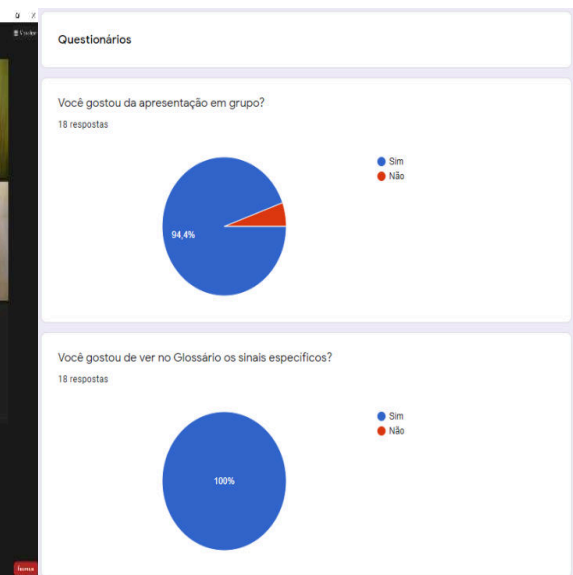 Questionários
Você gostou da apresentação em grupo?
18 respostas
Sim
Não
94,4%
Você gostou de ver no Glossário os sinais específicos?
18 respostas
Sim
Não
100%